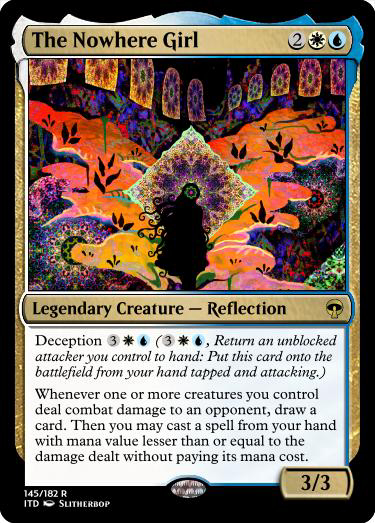 The Nowhere Girl 2
Legendary Creature — Reflection
Deception 3 (3, Return an unblocked
attacker you control to hand: Put this card onto the
battlefield from your hand tapped and attacking.)
Whenever one or more creatures you control
deal combat damage to an opponent, draw a
card. Then you may cast a spell from your hand
with mana value lesser than or equal to the
damage dealt without paying its mana cost.
3/3
145/182 R
ITD SLITHERBOP